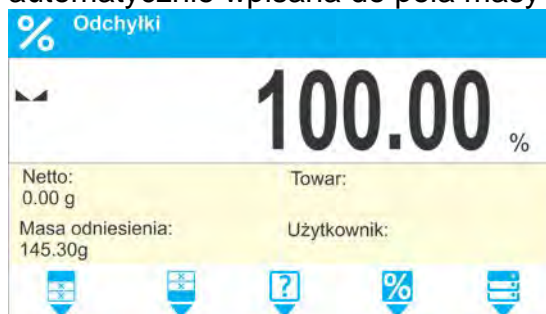 automatycznie wpisana do pola masy
% Odchyłki
100.00 %
Netto:
0.00 g
Towar:
Masa odniesienia:
145.30g
Użytkownik:
? %